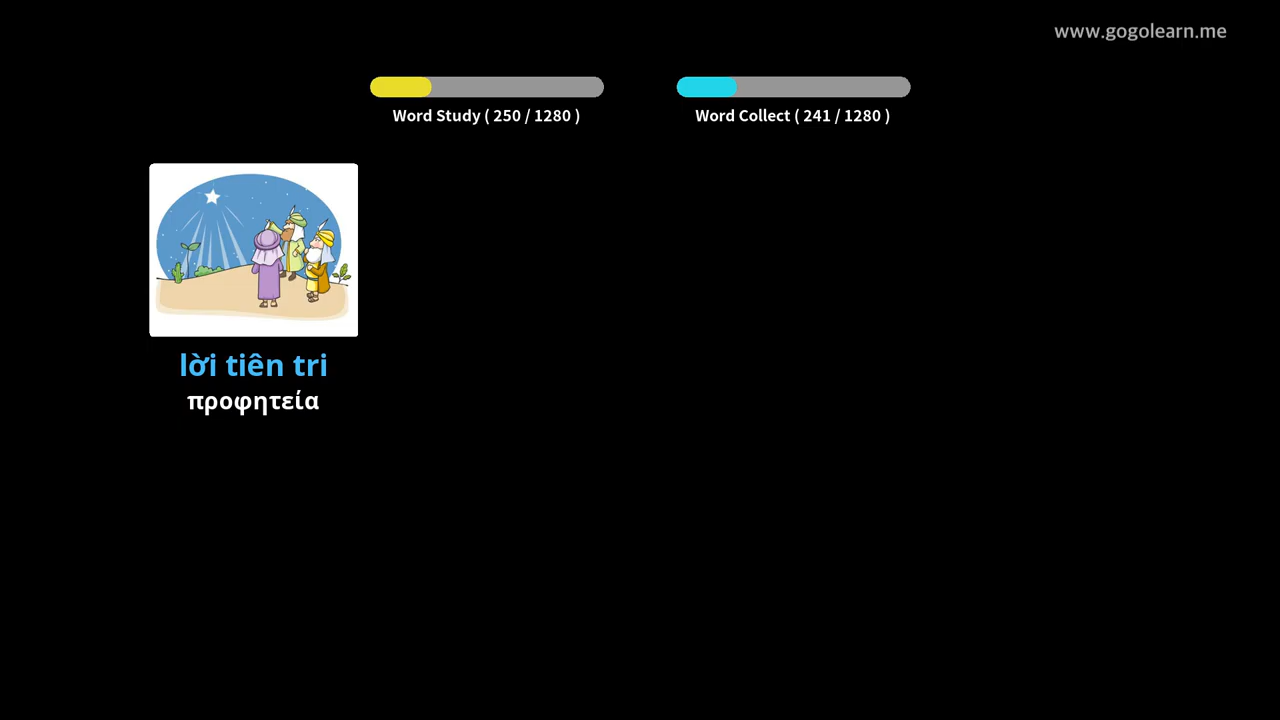 www.gogolearn.me
Word Study ( 250 / 1280 )
Word Collect ( 241 / 1280 )
lời tiên tri
προφητεία